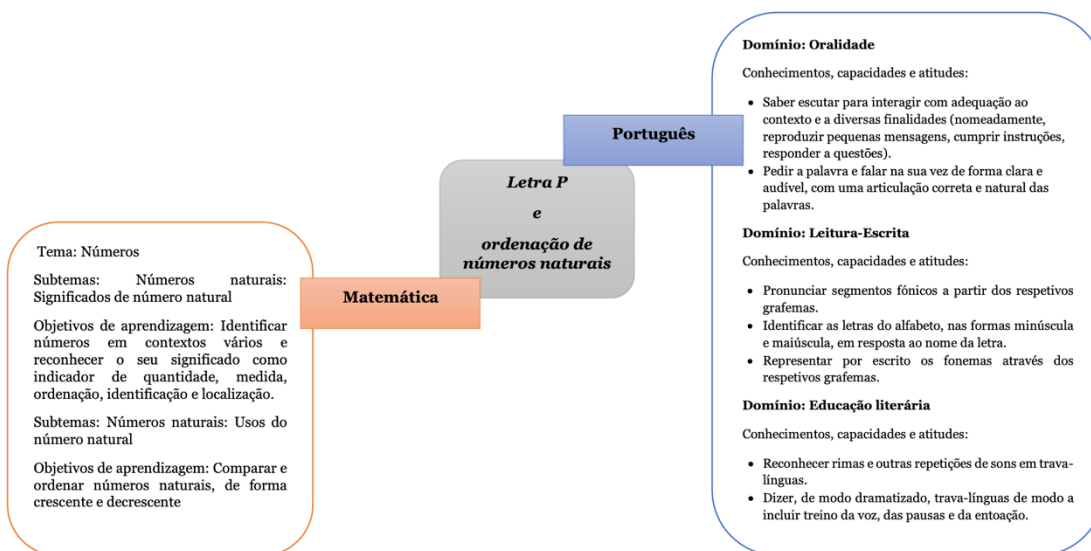 Letra P
e
ordenação de
números naturais
Português
Domínio: Oralidade
Conhecimentos, capacidades e atitudes:
• Saber escutar para interagir com adequação ao
contexto e a diversas finalidades (nomeadamente,
reproduzir pequenas mensagens, cumprir instruções,
responder a questões).
• Pedir a palavra e falar na sua vez de forma clara e
audível, com uma articulação correta e natural das
palavras.
Domínio: Leitura-Escrita
Conhecimentos, capacidades e atitudes:
• Pronunciar segmentos fónicos a partir dos respetivos
grafemas.
• Identificar as letras do alfabeto, nas formas minúscula
e maiúscula, em resposta ao nome da letra.
• Representar por escrito os fonemas através dos
respetivos grafemas.
Domínio: Educação literária
Conhecimentos, capacidades e atitudes:
• Reconhecer rimas e outras repetições de sons em trava-
línguas.
• Dizer, de modo dramatizado, trava-línguas de modo a
incluir treino da voz, das pausas e da entoação.
Matemática
Tema: Números
Subtemas: Números naturais:
Significados de número natural
Objetivos de aprendizagem: Identificar
números em contextos vários e
reconhecer o seu significado como
indicador de quantidade, medida,
ordenação, identificação e localização.
Subtemas: Números naturais: Usos do
número natural
Objetivos de aprendizagem: Comparar e
ordenar números naturais, de forma
crescente e decrescente